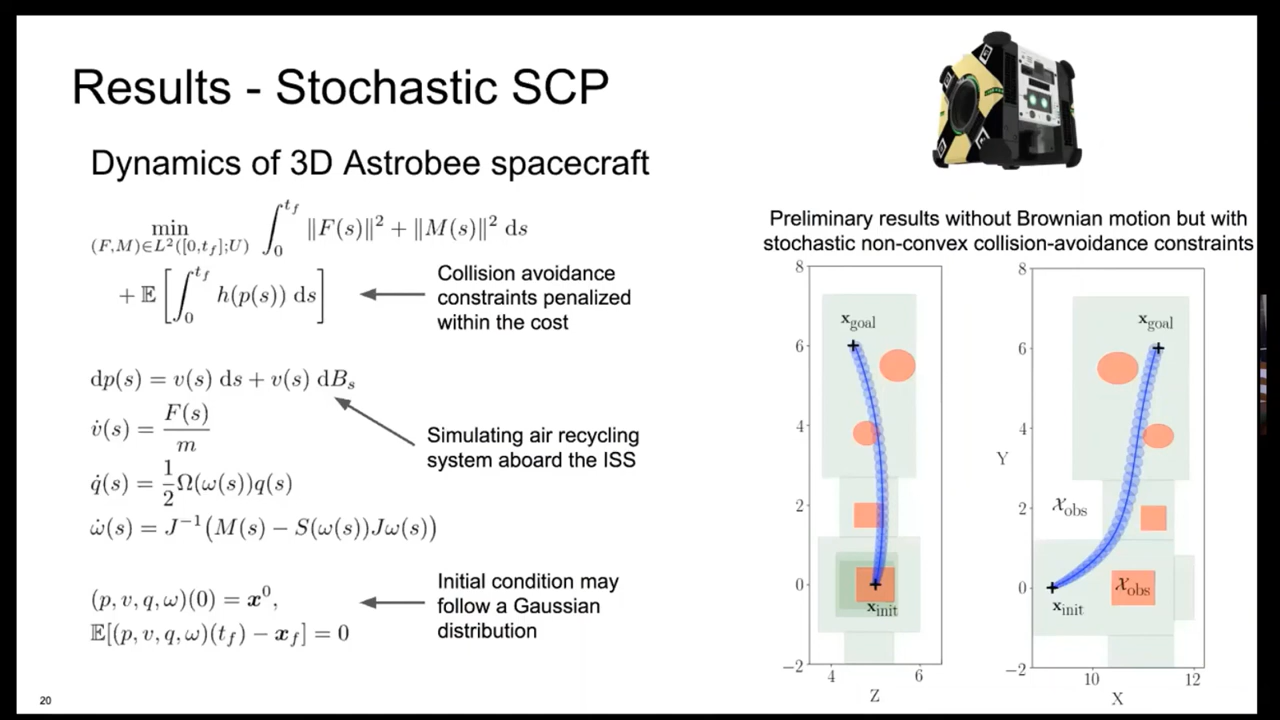 Results - Stochastic SCP
Dynamics of 3D Astrobee spacecraft
min (F,M)∈L²([0,t_f];U) ∫₀^{t_f} ‖F(s)‖² + ‖M(s)‖² ds
+ 𝔼[∫₀^{t_f} h(p(s)) ds]
Collision avoidance
constraints penalized
within the cost
dp(s) = v(s) ds + v(s) dB_s
v̇(s) = F(s)/m
Simulating air recycling
system aboard the ISS
q̇(s) = 1/2 Ω(ω(s))q(s)
ω̇(s) = J⁻¹(M(s) − S(ω(s))Jω(s))
Initial condition may
follow a Gaussian
distribution
(p, v, q, ω)(0) = x⁰,
𝔼[(p, v, q, ω)(t_f) − x_f] = 0
20
Preliminary results without Brownian motion but with
stochastic non-convex collision-avoidance constraints
8
6
4
2
0
−2
4
6
Z
x_goal
x_init
8
6
4
2
0
−2
10
12
X
Y
x_goal
𝒳_obs
𝒳_obs
x_init